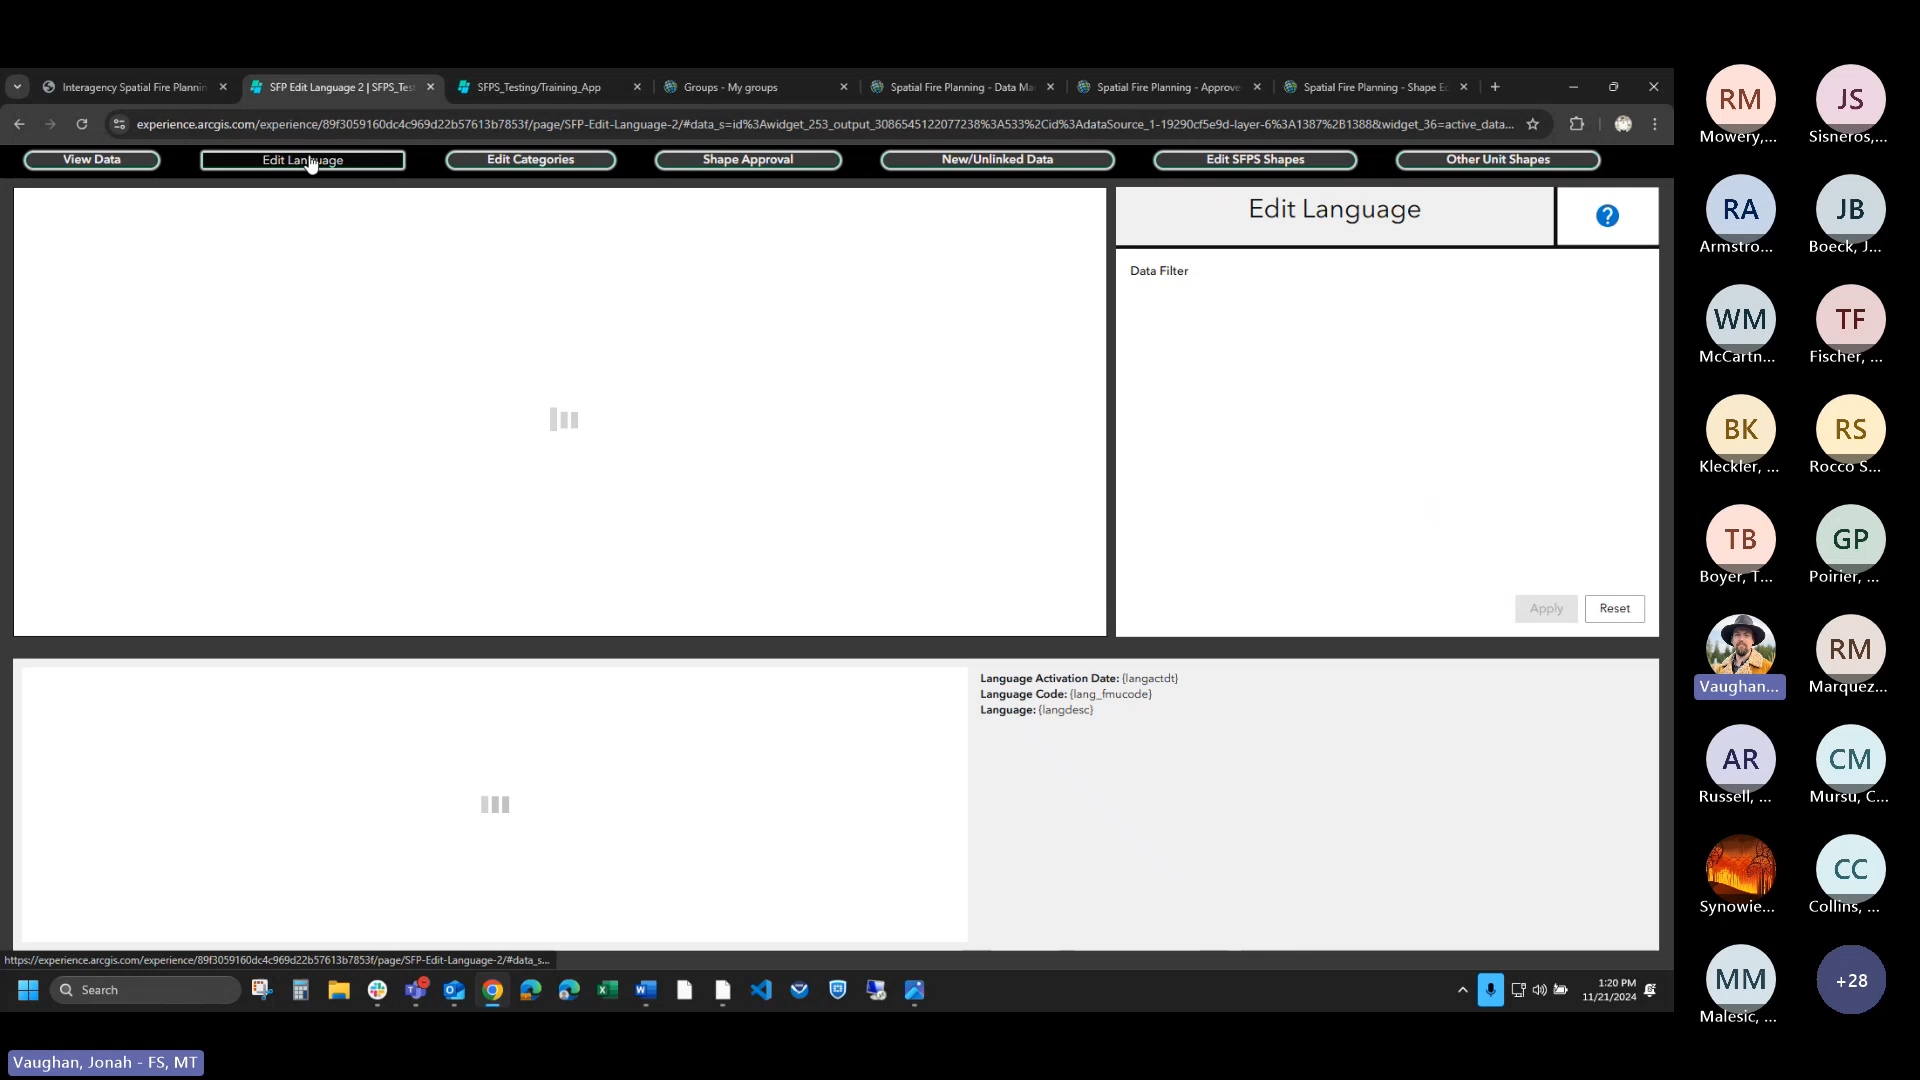 Interagency Spatial Fire Plannin
SFP Edit Language 2 | SFPS_Tes
SFPS_Testing/Training_App
Groups - My groups
Spatial Fire Planning - Data Ma
Spatial Fire Planning - Approve
Spatial Fire Planning - Shape E
experience.arcgis.com/experience/89f3059160dc4c969d22b57613b7853f/page/SFP-Edit-Language-2/#data_s=id%3Awidget_253_output_3086545122077238%3A533%2Cid%3AdataSource_1-19290cf5e9d-layer-6%3A1387%2B1388&widget_36=active_data...
View Data
Edit Language
Edit Categories
Shape Approval
New/Unlinked Data
Edit SFPS Shapes
Other Unit Shapes
Edit Language
?
Data Filter
Apply
Reset
Language Activation Date: {langactdt}
Language Code: {lang_fmucode}
Language: {langdesc}
https://experience.arcgis.com/experience/89f3059160dc4c969d22b57613b7853f/page/SFP-Edit-Language-2/#data_s...
Search
1:20 PM
11/21/2024
RM
Mowery,...
JS
Sisneros,...
RA
Armstro...
JB
Boeck, J...
WM
McCartn...
TF
Fischer, ...
BK
Kleckler, ...
RS
Rocco S...
TB
Boyer, T...
GP
Poirier, ...
Vaughan...
RM
Marquez...
AR
Russell, ...
CM
Mursu, C...
Synowie...
CC
Collins, ...
MM
Malesic, ...
+28
Vaughan, Jonah - FS, MT